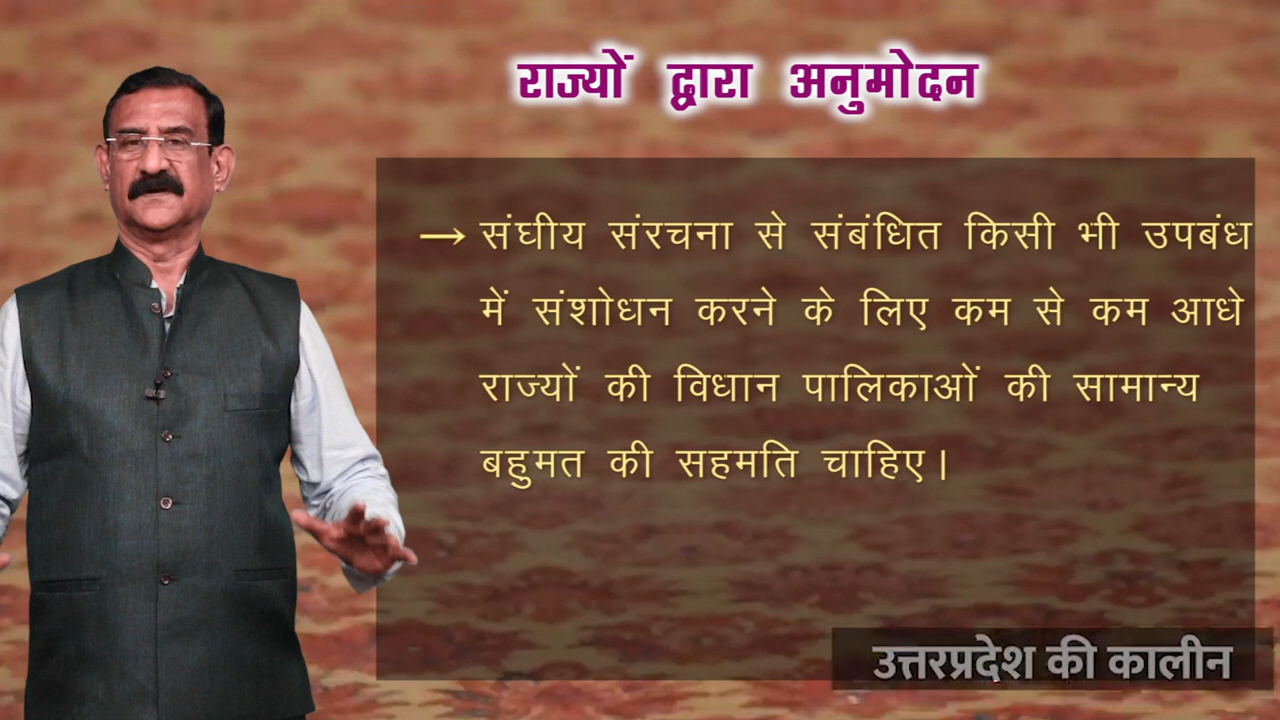 राज्यों द्वारा अनुमोदन
→ संघीय संरचना से संबंधित किसी भी उपबंध
में संशोधन करने के लिए कम से कम आधे
राज्यों की विधान पालिकाओं की सामान्य
बहुमत की सहमति चाहिए।
उत्तरप्रदेश की कालीन